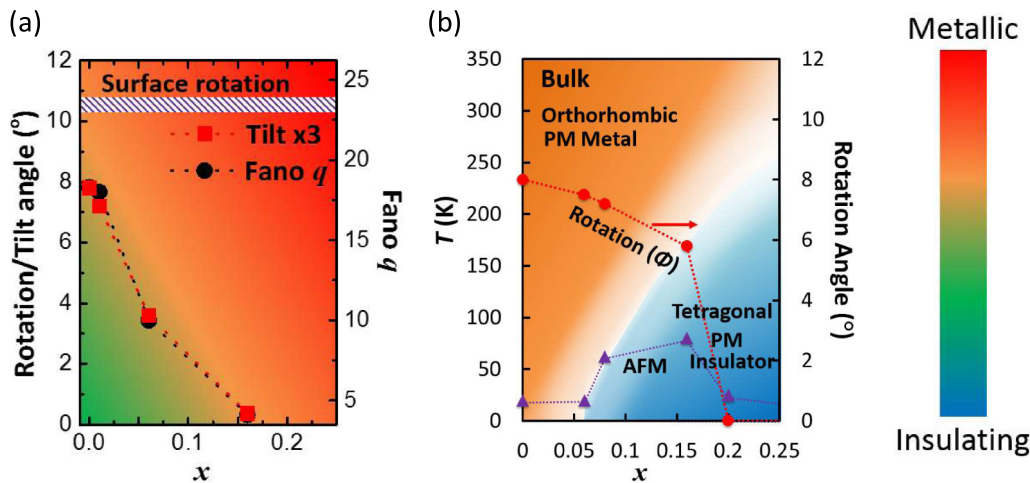 (a)
12
10
8
6
4
2
0
Rotation/Tilt angle (°)
Surface rotation
Tilt x3
Fano q
0.0
0.1
0.2
x
25
20
15
10
5
Fano q
(b)
350
300
250
200
150
100
50
0
T (K)
Bulk
Orthorhombic
PM Metal
Rotation (Φ)
Tetragonal
PM
AFM
Insulator
0
0.05
0.1
0.15
0.2
0.25
x
12
10
8
6
4
2
0
Rotation Angle (°)
Metallic
Insulating